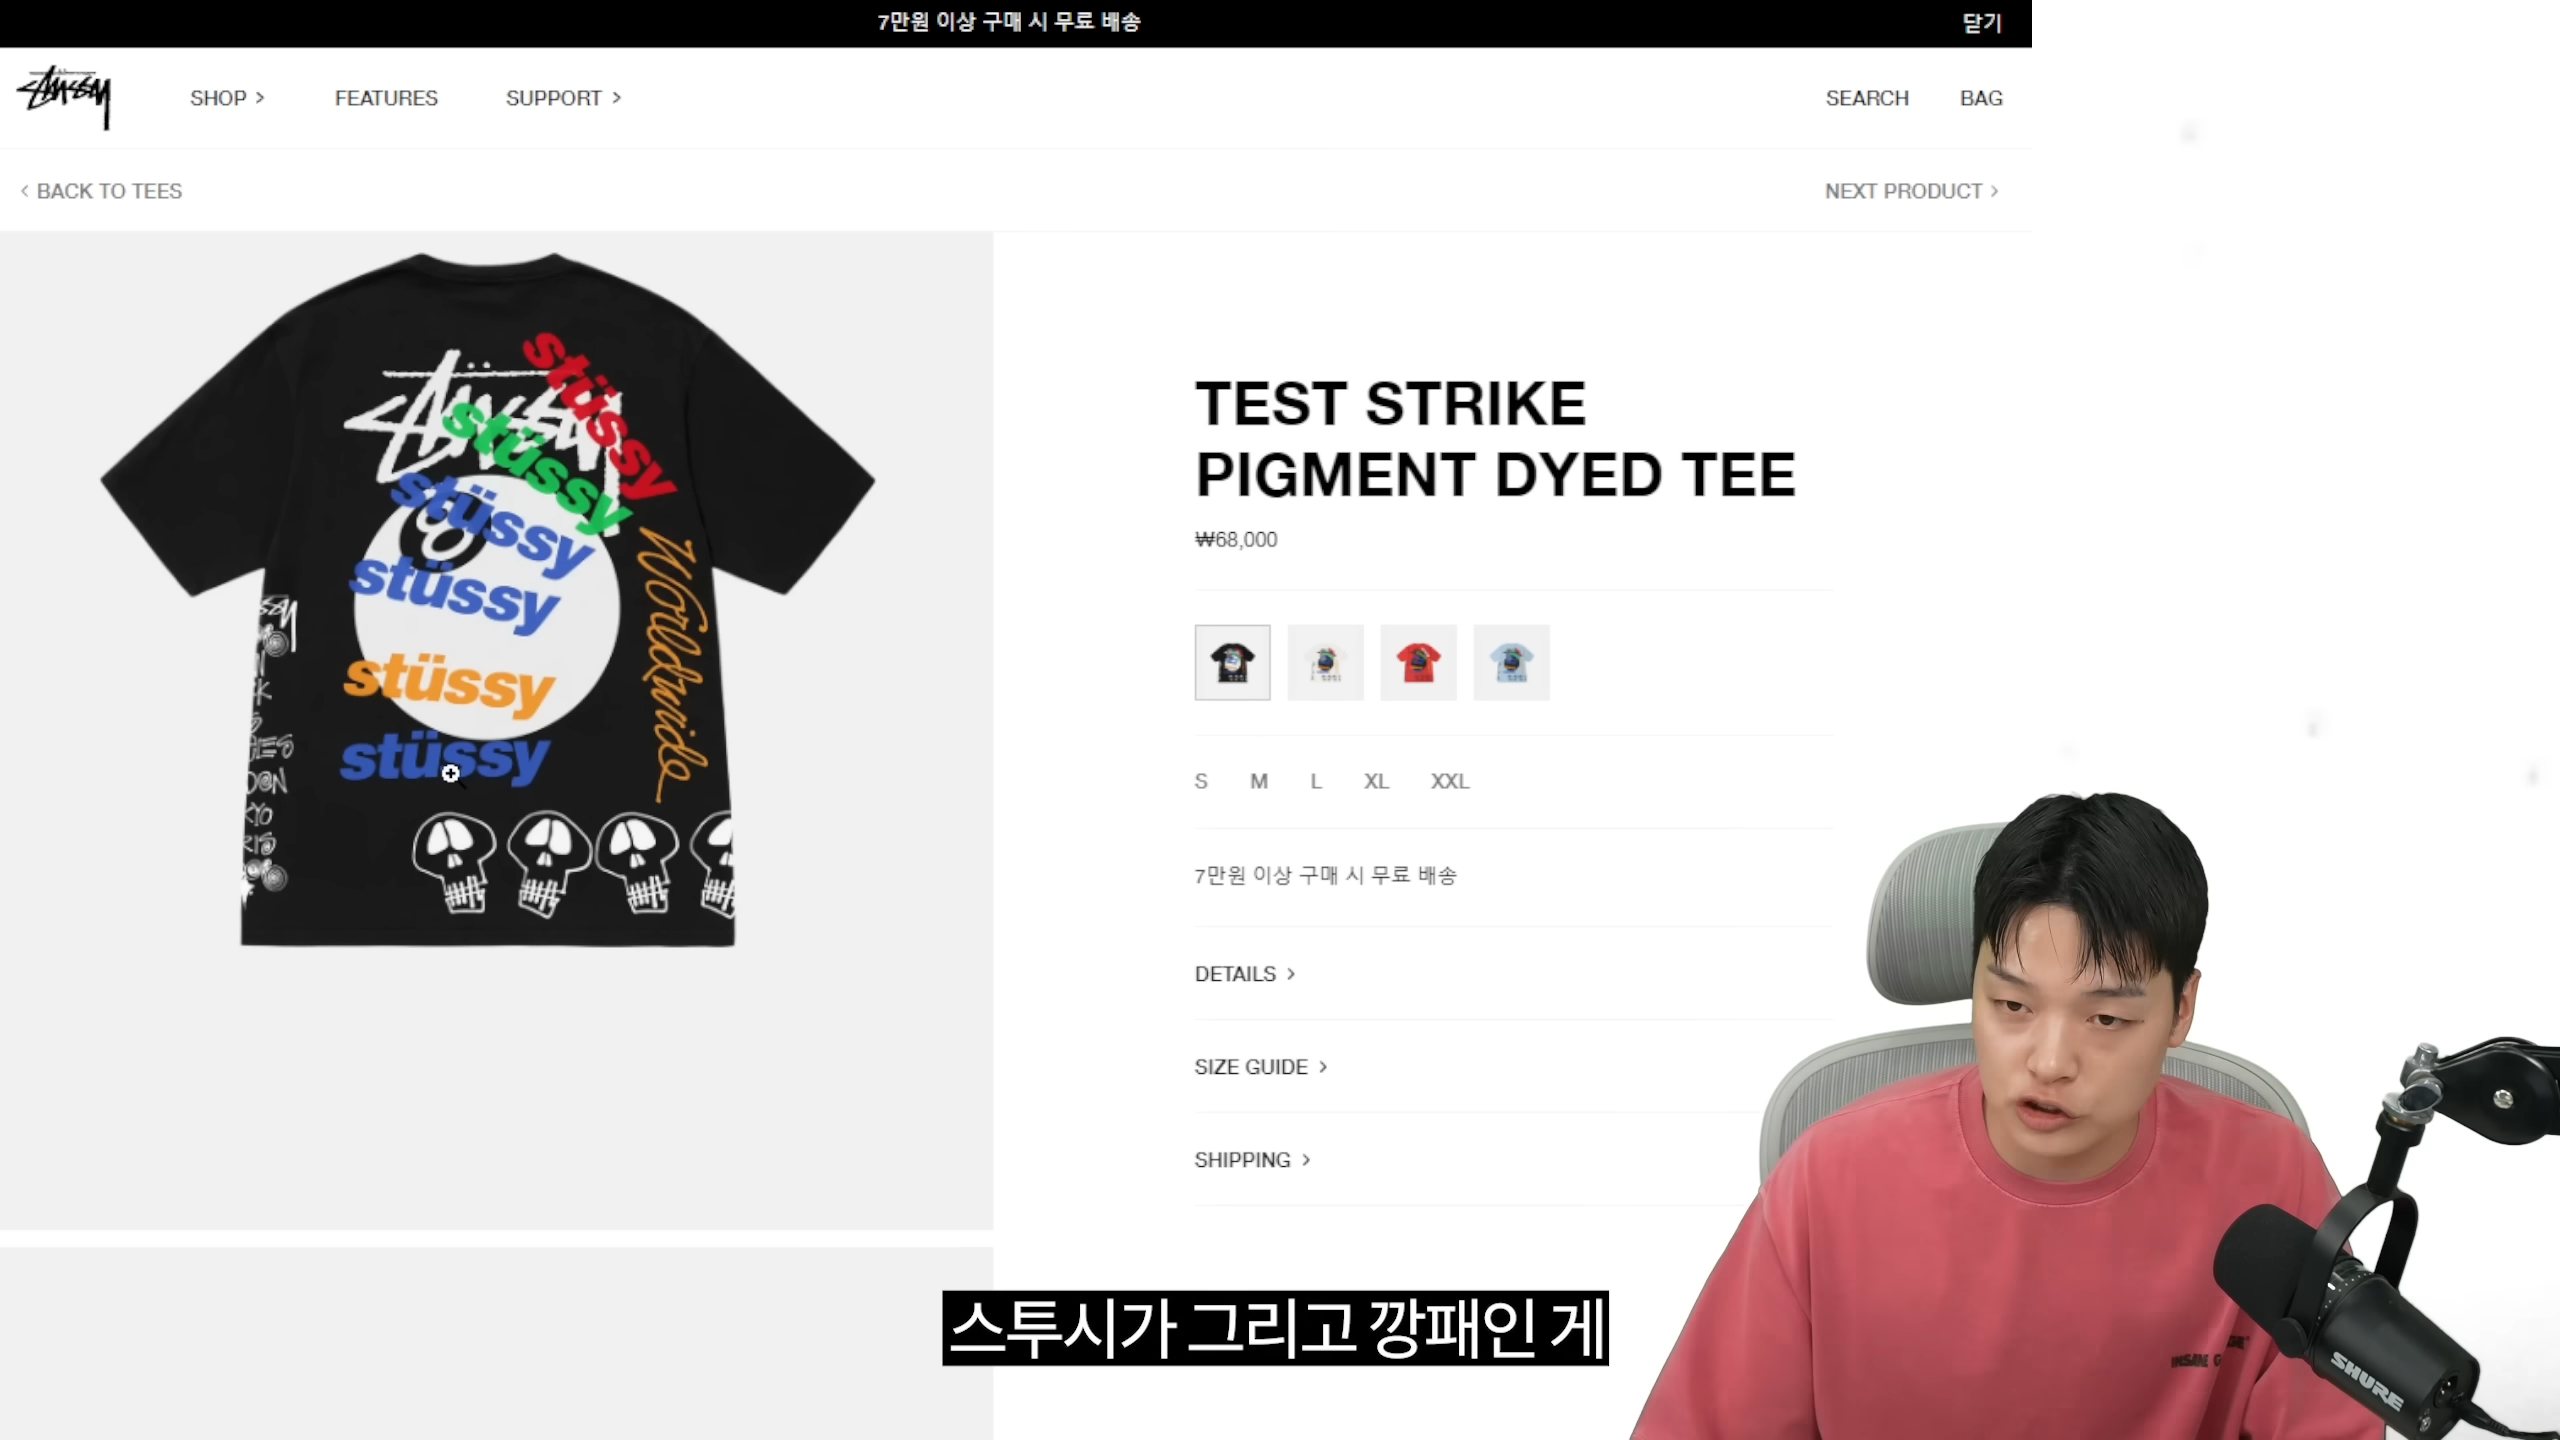 7만원 이상 구매 시 무료 배송
닫기
Stüssy
SHOP >
FEATURES
SUPPORT >
SEARCH
BAG
< BACK TO TEES
NEXT PRODUCT >
Stüssy
stüssy
stüssy
stüssy
stüssy
stüssy
stüssy
Worldwide
TEST STRIKE
PIGMENT DYED TEE
₩68,000
S M L XL XXL
7만원 이상 구매 시 무료 배송
DETAILS >
SIZE GUIDE >
SHIPPING >
스투시가 그리고 깡패인 게
INSANE
SHURE